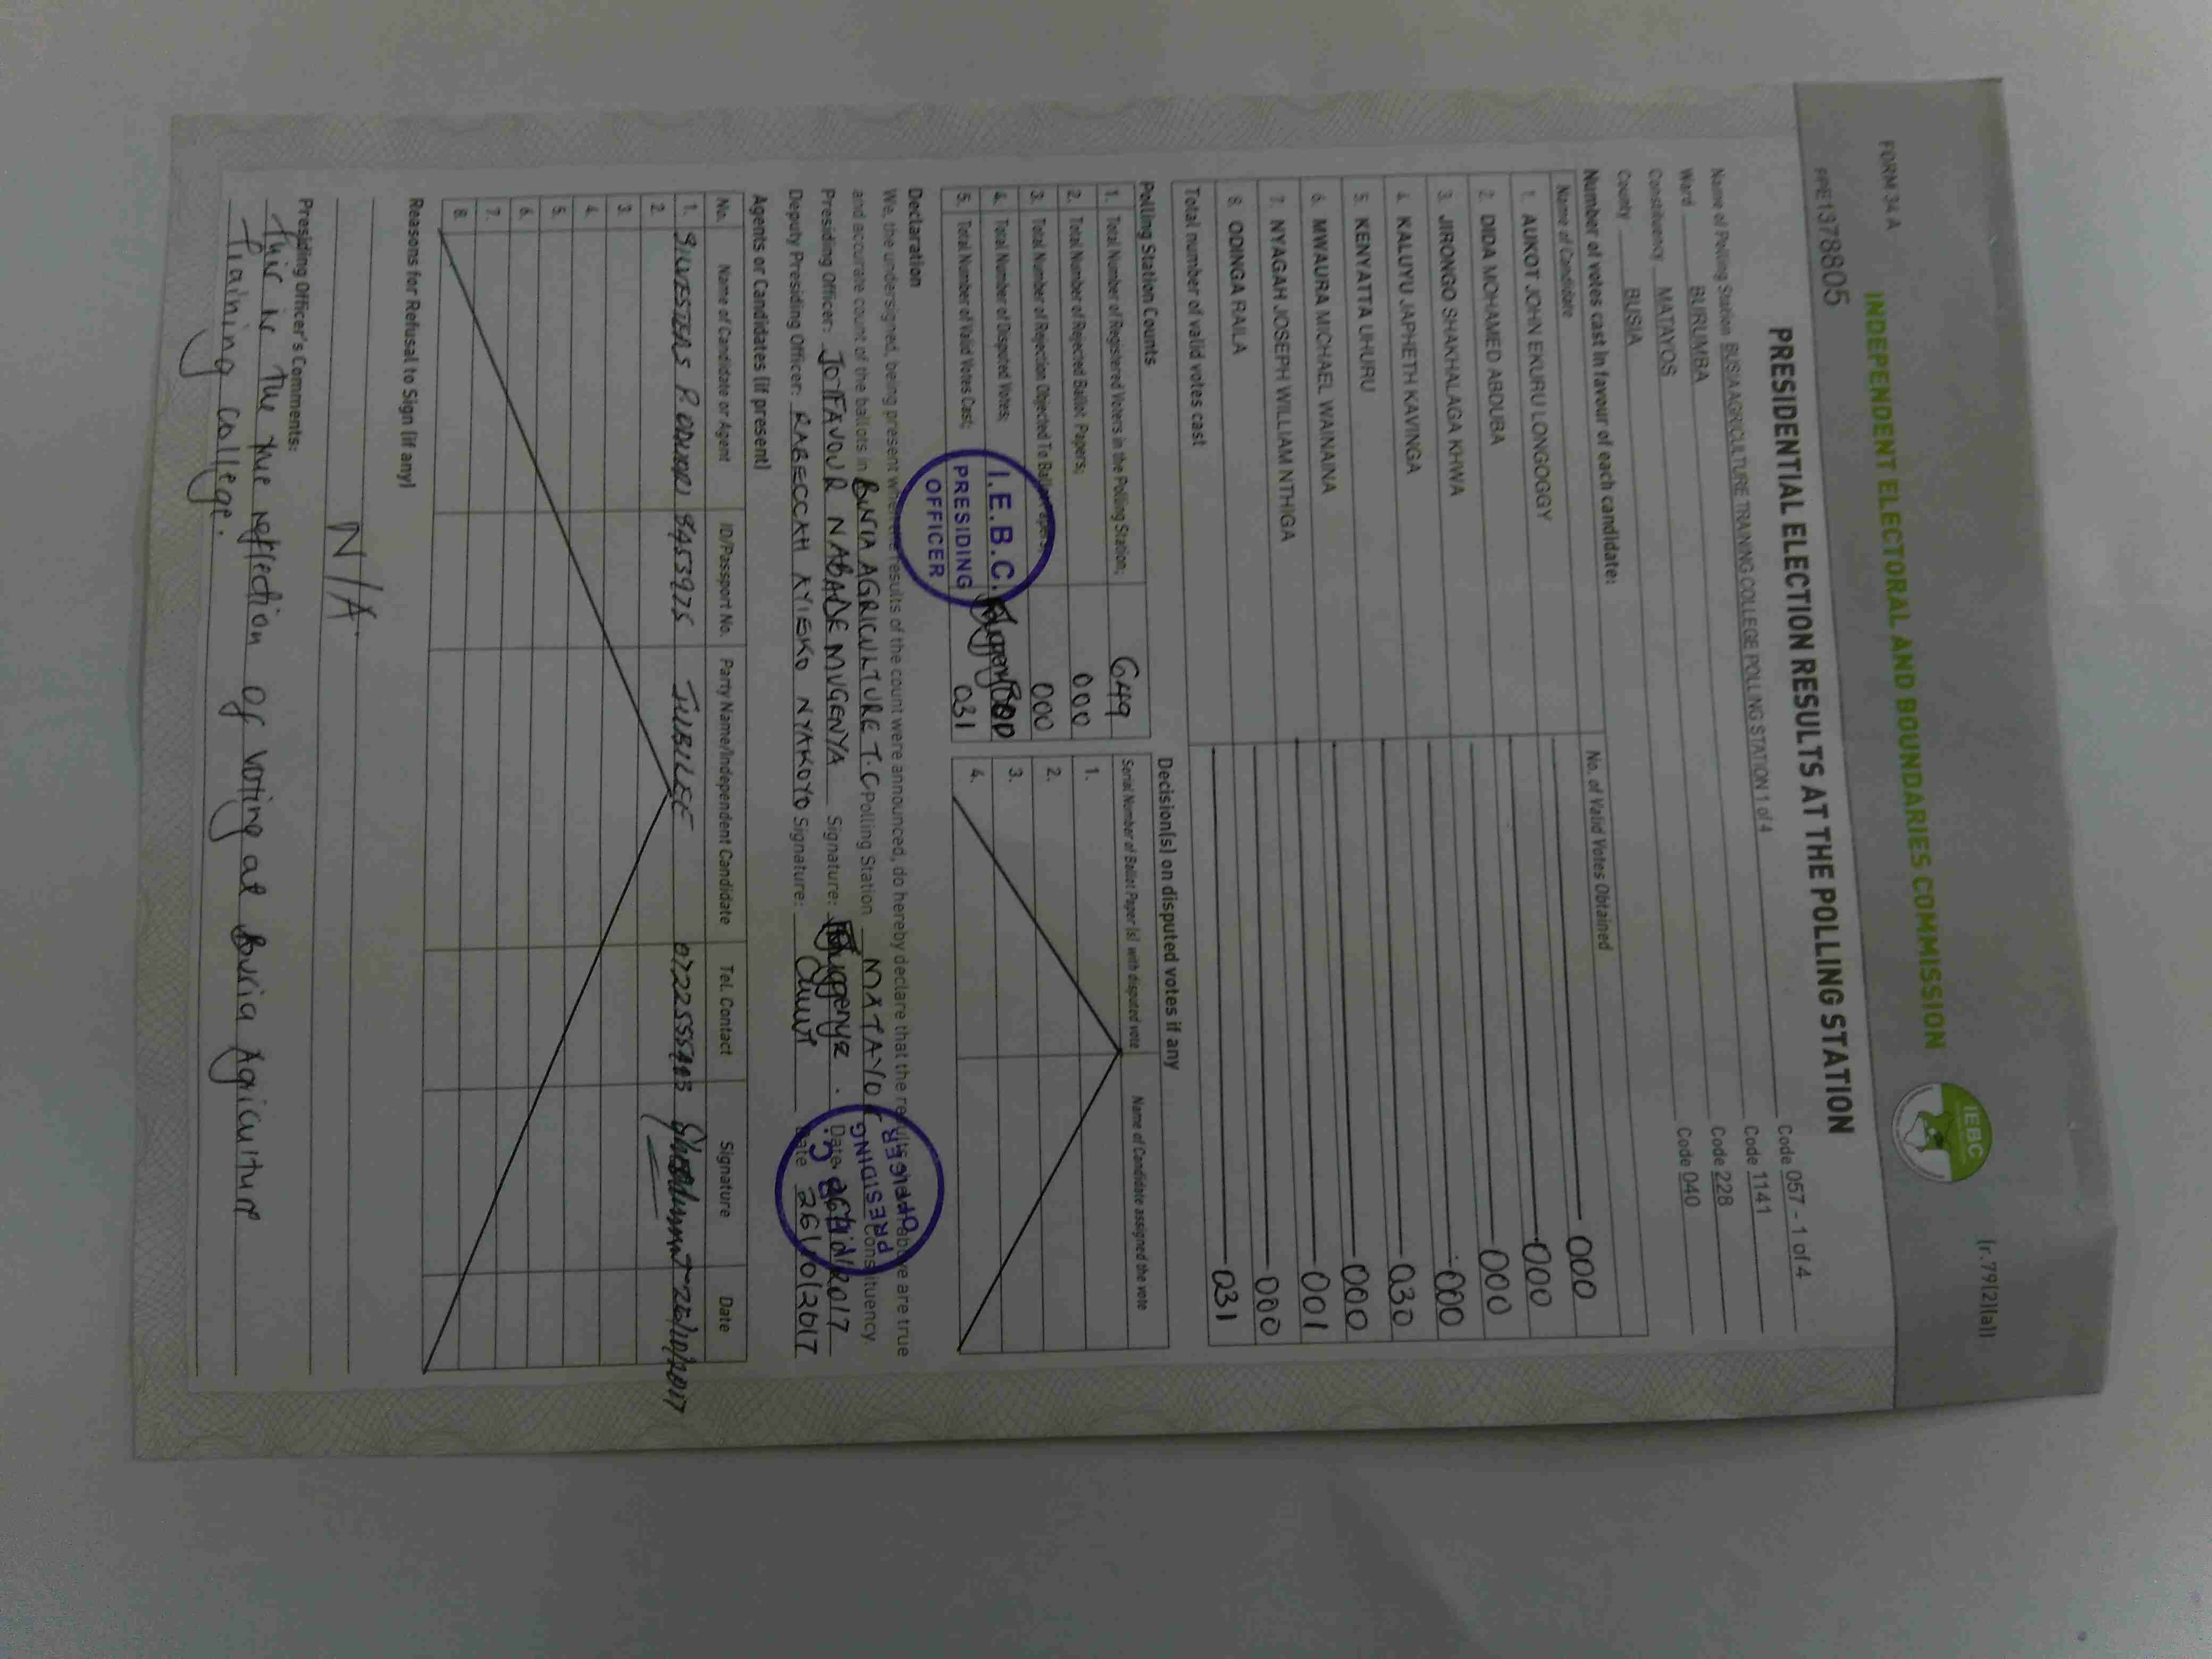 (r.79(2)(a))
FORM 34 A
INDEPENDENT ELECTORAL AND BOUNDARIES COMMISSION
IEBC
PPE1378805
PRESIDENTIAL ELECTION RESULTS AT THE POLLING STATION
Name of Polling Station BUSIA AGRICULTURE TRAINING COLLEGE POLLING STATION 1 of 4 Code 057 - 1 of 4
Ward BURUMBA Code 1141
Constituency MATAYOS Code 228
County BUSIA Code 040
Number of votes cast in favour of each candidate:
Name of Candidate No. of Valid Votes Obtained
1. AUKOT JOHN EKURU LONGOGGY 000
2. DIDA MOHAMED ABDUBA 000
3. JIRONGO SHAKHALAGA KHWA 000
4. KALUYU JAPHETH KAVINGA 000
5. KENYATTA UHURU 030
6. MWAURA MICHAEL WAINAINA 000
7. NYAGAH JOSEPH WILLIAM NTHIGA 001
8. ODINGA RAILA 000
Total number of valid votes cast 031
Polling Station Counts
1. Total Number of Registered Voters in the Polling Station; 649
2. Total Number of Rejected Ballot Papers; 000
3. Total Number of Rejection Objected To Ballot Papers; 000
4. Total Number of Disputed Votes; 000
5. Total Number of Valid Votes Cast; 031
I.E.B.C.
PRESIDING
OFFICER
Decision(s) on disputed votes if any
Serial Number of Ballot Paper (s) with disputed vote Name of Candidate assigned the vote
1.
2.
3.
4.
Declaration
We, the undersigned, being present when the results of the count were announced, do hereby declare that the results above are true
and accurate count of the ballots in BUSIA AGRICULTURE T.C Polling Station MATAYOS Constituency.
Presiding Officer: JOTFAVOUR NABALE MUGENYA Signature: Date 26/10/2017
Deputy Presiding Officer: RABECCAH KYIEKO NYAKOYO Signature: Date 26/10/2017
PRESIDING
OFFICER
Agents or Candidates (if present)
No. Name of Candidate or Agent ID/Passport No. Party Name/Independent Candidate Tel. Contact Signature Date
1. P. 8453975 JUBILEE 26/10/2017
2.
3.
4.
5.
6.
7.
8.
Reasons for Refusal to Sign (if any)
N/A.
Presiding Officer's Comments:
This is the true reflection of voting at Busia Agriculture
Training college.